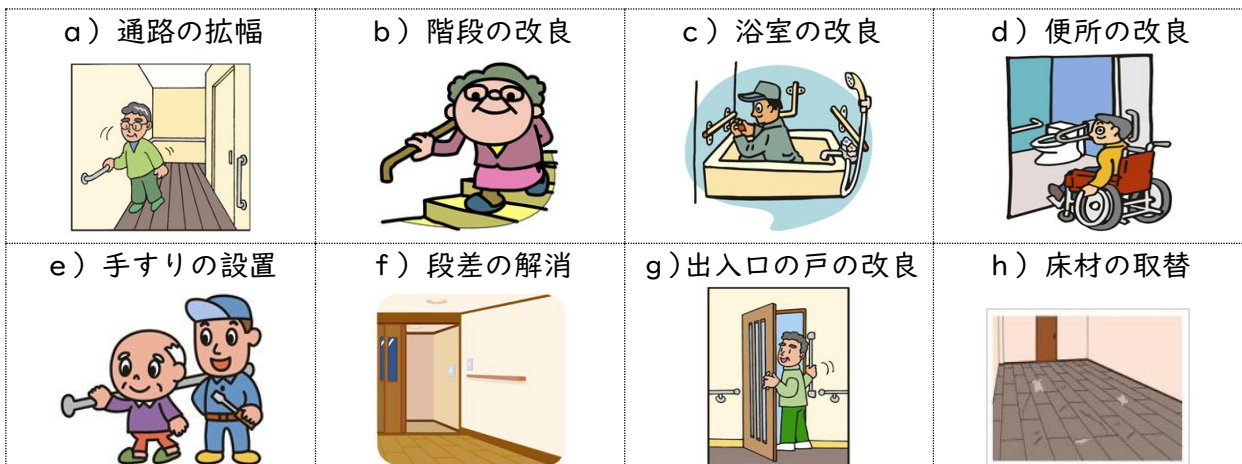 a）通路の拡幅
b）階段の改良
c）浴室の改良
d）便所の改良
e）手すりの設置
f）段差の解消
g)出入口の戸の改良
h）床材の取替